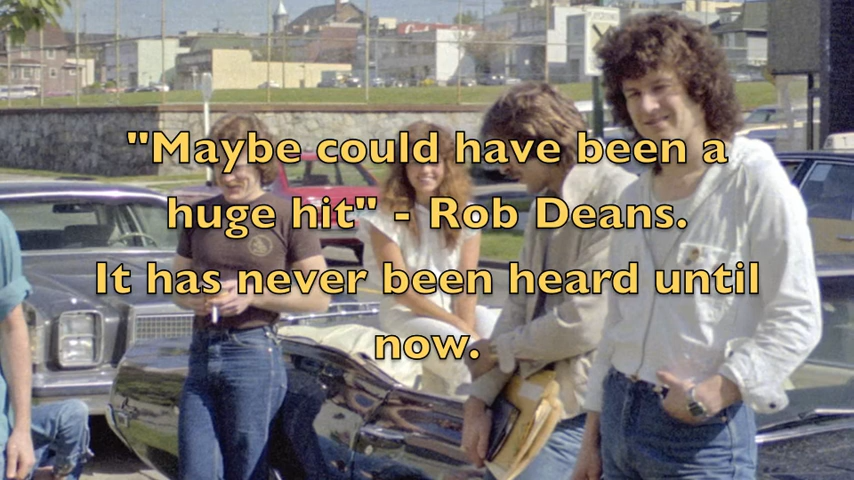 "Maybe could have been a
huge hit" - Rob Deans.
It has never been heard until
now.